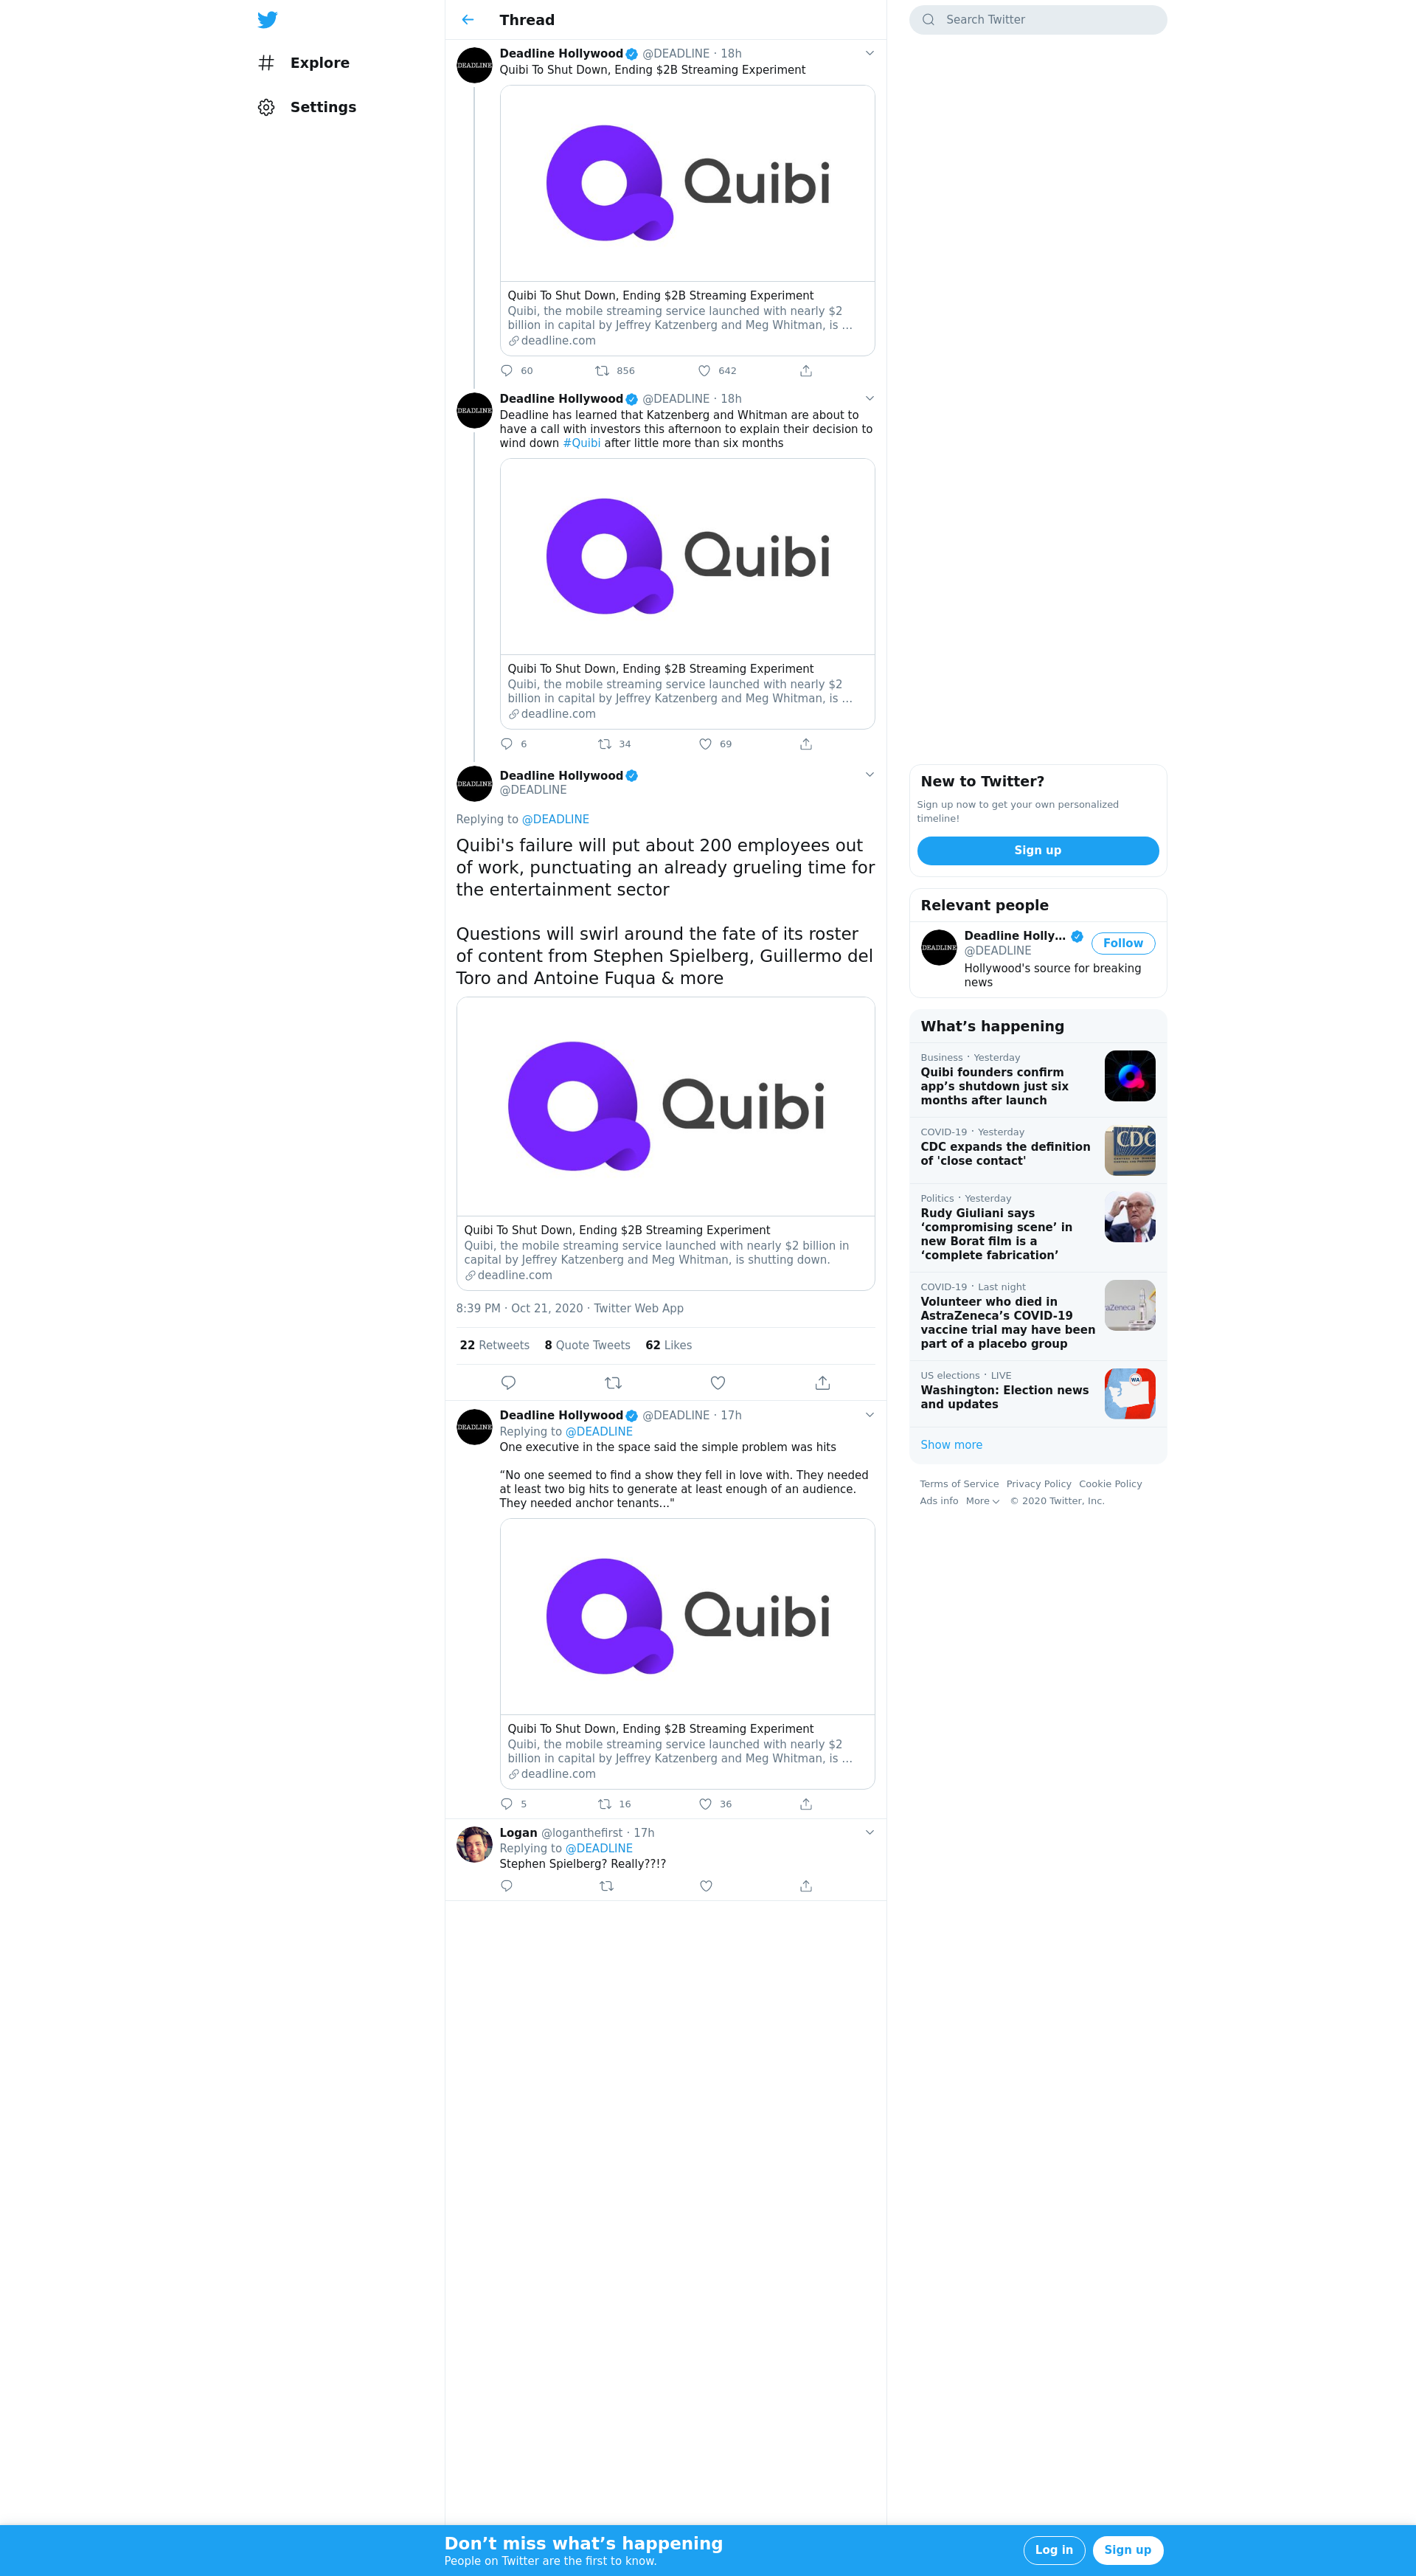 Explore
Settings
Thread
Search Twitter
DEADLINE
Deadline Hollywood @DEADLINE · 18h
Quibi To Shut Down, Ending $2B Streaming Experiment
Quibi
Quibi To Shut Down, Ending $2B Streaming Experiment
Quibi, the mobile streaming service launched with nearly $2
billion in capital by Jeffrey Katzenberg and Meg Whitman, is ...
deadline.com
60 856 642
DEADLINE
Deadline Hollywood @DEADLINE · 18h
Deadline has learned that Katzenberg and Whitman are about to
have a call with investors this afternoon to explain their decision to
wind down #Quibi after little more than six months
Quibi
Quibi To Shut Down, Ending $2B Streaming Experiment
Quibi, the mobile streaming service launched with nearly $2
billion in capital by Jeffrey Katzenberg and Meg Whitman, is ...
deadline.com
6 34 69
DEADLINE
Deadline Hollywood
@DEADLINE
Replying to @DEADLINE
Quibi's failure will put about 200 employees out
of work, punctuating an already grueling time for
the entertainment sector
Questions will swirl around the fate of its roster
of content from Stephen Spielberg, Guillermo del
Toro and Antoine Fuqua & more
Quibi
Quibi To Shut Down, Ending $2B Streaming Experiment
Quibi, the mobile streaming service launched with nearly $2 billion in
capital by Jeffrey Katzenberg and Meg Whitman, is shutting down.
deadline.com
8:39 PM · Oct 21, 2020 · Twitter Web App
22 Retweets 8 Quote Tweets 62 Likes
DEADLINE
Deadline Hollywood @DEADLINE · 17h
Replying to @DEADLINE
One executive in the space said the simple problem was hits
“No one seemed to find a show they fell in love with. They needed
at least two big hits to generate at least enough of an audience.
They needed anchor tenants..."
Quibi
Quibi To Shut Down, Ending $2B Streaming Experiment
Quibi, the mobile streaming service launched with nearly $2
billion in capital by Jeffrey Katzenberg and Meg Whitman, is ...
deadline.com
5 16 36
Logan @loganthefirst · 17h
Replying to @DEADLINE
Stephen Spielberg? Really??!?
New to Twitter?
Sign up now to get your own personalized
timeline!
Sign up
Relevant people
DEADLINE
Deadline Holly...
@DEADLINE
Follow
Hollywood's source for breaking
news
What’s happening
Business · Yesterday
Quibi founders confirm
app’s shutdown just six
months after launch
COVID-19 · Yesterday
CDC expands the definition
of 'close contact'
CDC
Politics · Yesterday
Rudy Giuliani says
‘compromising scene’ in
new Borat film is a
‘complete fabrication’
COVID-19 · Last night
Volunteer who died in
AstraZeneca’s COVID-19
vaccine trial may have been
part of a placebo group
raZeneca
US elections · LIVE
Washington: Election news
and updates
WA
Show more
Terms of Service Privacy Policy Cookie Policy
Ads info More © 2020 Twitter, Inc.
Don’t miss what’s happening
People on Twitter are the first to know.
Log in
Sign up